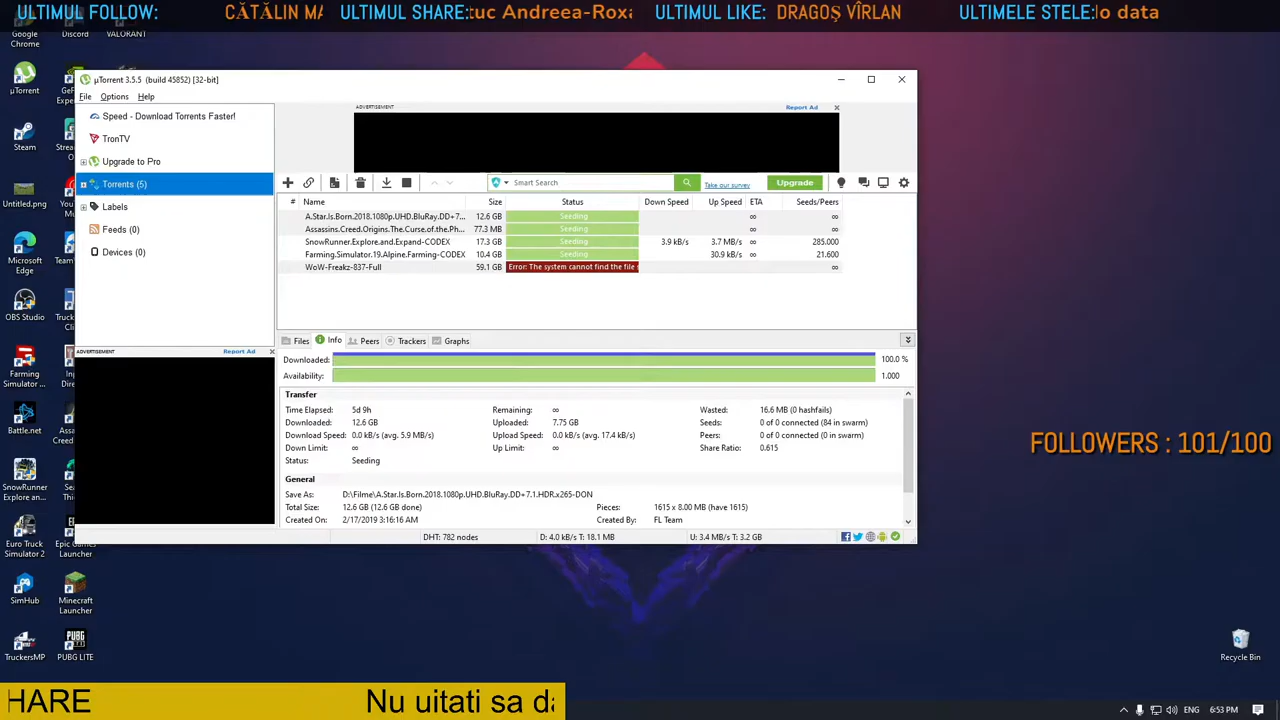 ULTIMUL FOLLOW: CĂTĂLIN MA ULTIMUL SHARE: tuc Andreea-Roxa ULTIMUL LIKE: DRAGOȘ VÎRLAN ULTIMELE STELE: lo data
Google Chrome
Discord
VALORANT
µTorrent
Steam
Untitled.png
Microsoft Edge
OBS Studio
Farming Simulator ...
Battle.net
SnowRunner Explore and...
Euro Truck Simulator 2
Epic Games Launcher
SimHub
Minecraft Launcher
TruckersMP
PUBG LITE
µTorrent 3.5.5 (build 45852) [32-bit]
File Options Help
Speed - Download Torrents Faster!
TronTV
Upgrade to Pro
Torrents (5)
Labels
Feeds (0)
Devices (0)
ADVERTISEMENT Report Ad
ADVERTISEMENT Report Ad
Smart Search Take our survey Upgrade
# Name Size Status Down Speed Up Speed ETA Seeds/Peers
A.Star.Is.Born.2018.1080p.UHD.BluRay.DD+7... 12.6 GB Seeding ∞ ∞
Assassins.Creed.Origins.The.Curse.of.the.Ph... 77.3 MB Seeding ∞ ∞
SnowRunner.Explore.and.Expand-CODEX 17.3 GB Seeding 3.9 kB/s 3.7 MB/s ∞ 285.000
Farming.Simulator.19.Alpine.Farming-CODEX 10.4 GB Seeding 30.9 kB/s ∞ 21.600
WoW-Freakz-837-Full 59.1 GB Error: The system cannot find the file s ∞
Files Info Peers Trackers Graphs
Downloaded: 100.0 %
Availability: 1.000
Transfer
Time Elapsed: 5d 9h Remaining: ∞ Wasted: 16.6 MB (0 hashfails)
Downloaded: 12.6 GB Uploaded: 7.75 GB Seeds: 0 of 0 connected (84 in swarm)
Download Speed: 0.0 kB/s (avg. 5.9 MB/s) Upload Speed: 0.0 kB/s (avg. 17.4 kB/s) Peers: 0 of 0 connected (0 in swarm)
Down Limit: ∞ Up Limit: ∞ Share Ratio: 0.615
Status: Seeding
General
Save As: D:\Filme\A.Star.Is.Born.2018.1080p.UHD.BluRay.DD+7.1.HDR.x265-DON
Total Size: 12.6 GB (12.6 GB done) Pieces: 1615 x 8.00 MB (have 1615)
Created On: 2/17/2019 3:16:16 AM Created By: FL Team
DHT: 782 nodes D: 4.0 kB/s T: 18.1 MB U: 3.4 MB/s T: 3.2 GB
FOLLOWERS : 101/100
Recycle Bin
HARE Nu uitati sa da
6:53 PM